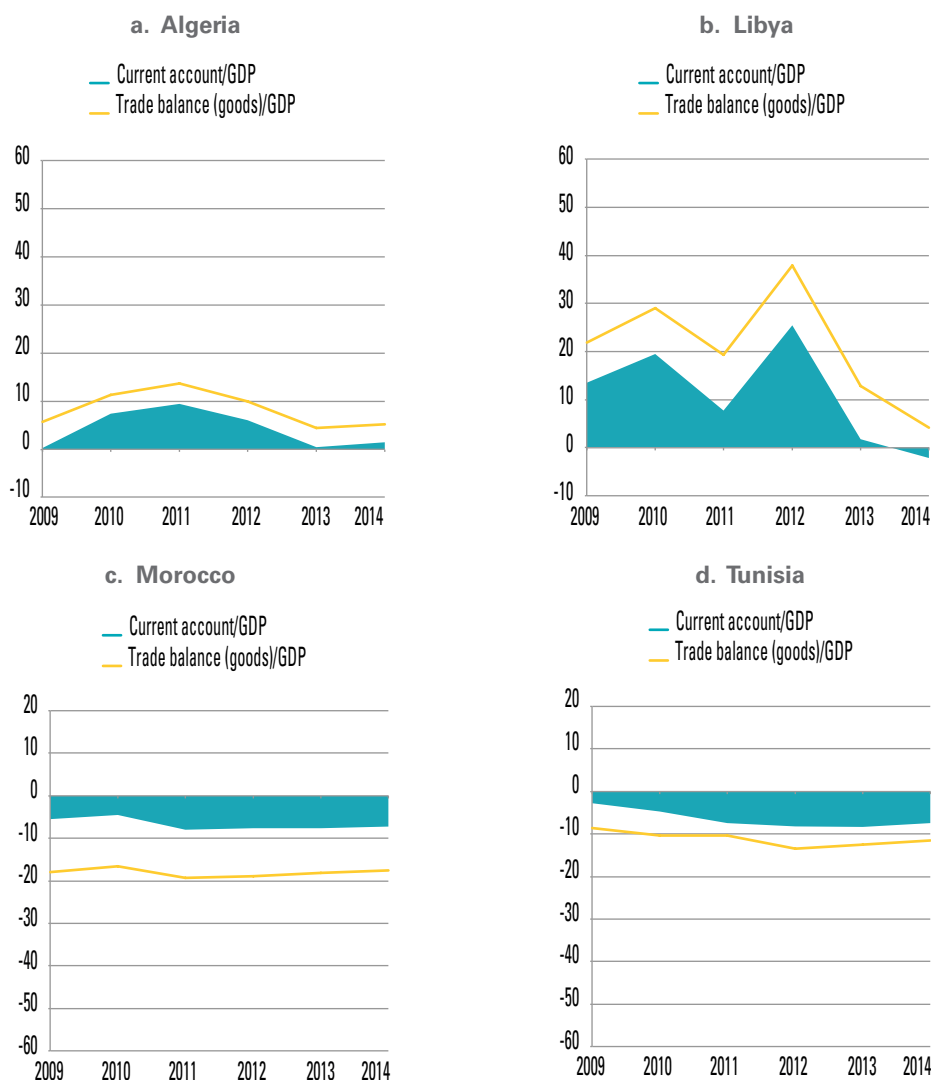 a. Algeria
Current account/GDP
Trade balance (goods)/GDP
60
50
40
30
20
10
0
-10
2009 2010 2011 2012 2013 2014
b. Libya
Current account/GDP
Trade balance (goods)/GDP
60
50
40
30
20
10
0
-10
2009 2010 2011 2012 2013 2014
c. Morocco
Current account/GDP
Trade balance (goods)/GDP
20
10
0
-10
-20
-30
-40
-50
-60
2009 2010 2011 2012 2013 2014
d. Tunisia
Current account/GDP
Trade balance (goods)/GDP
20
10
0
-10
-20
-30
-40
-50
-60
2009 2010 2011 2012 2013 2014